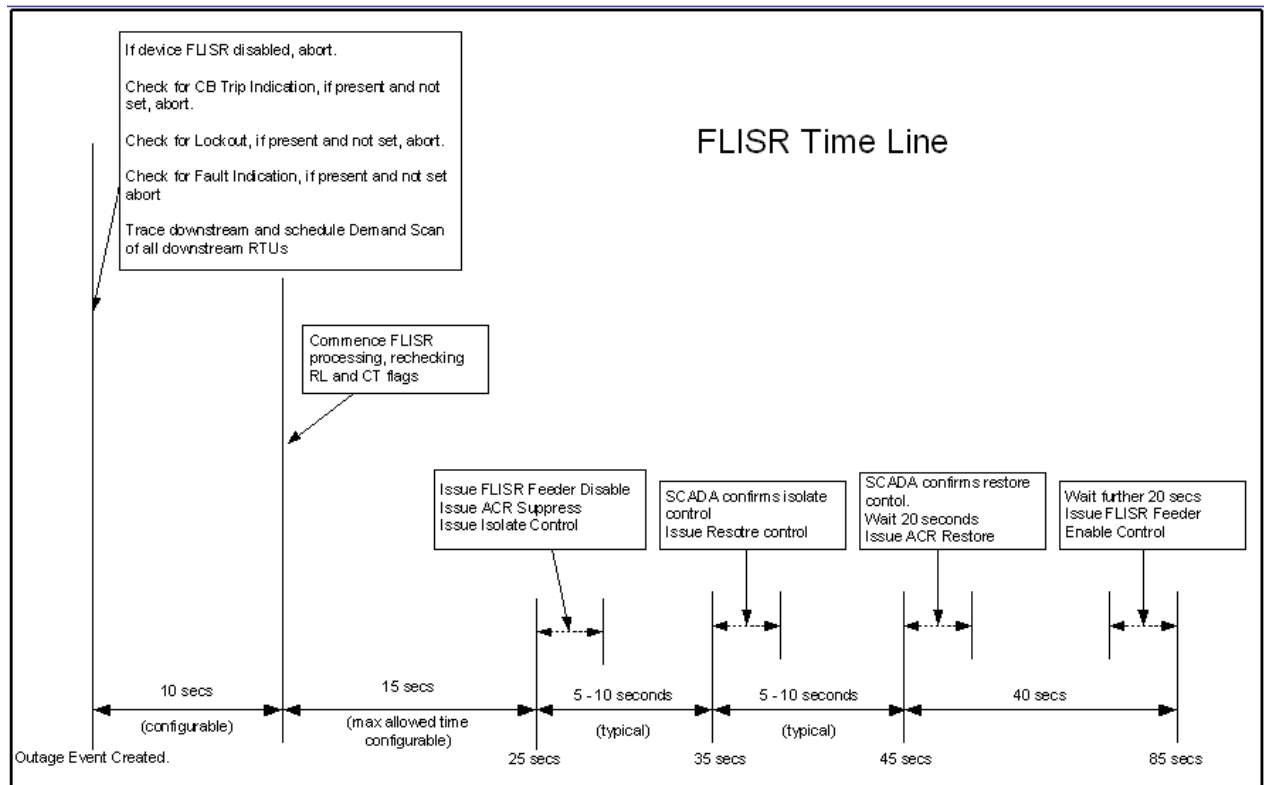 If device FLISR disabled, abort.
Check for CB Trip Indication, if present and not
set, abort.
Check for Lockout, if present and not set, abort.
Check for Fault Indication, if present and not set
abort
Trace downstream and schedule Demand Scan
of all downstream RTUs
FLISR Time Line
Commence FLISR
processing, rechecking
RL and CT flags
Issue FLISR Feeder Disable
Issue ACR Suppress
Issue Isolate Control
SCADA confirms isolate
control
Issue Resotre control
SCADA confirms restore
contol.
Wait 20 seconds
Issue ACR Restore
Wait further 20 secs
Issue FLISR Feeder
Enable Control
10 secs
(configurable)
15 secs
(max allowed time
configurable)
5 - 10 seconds
(typical)
5 - 10 seconds
(typical)
40 secs
Outage Event Created.
25 secs
35 secs
45 secs
85 secs